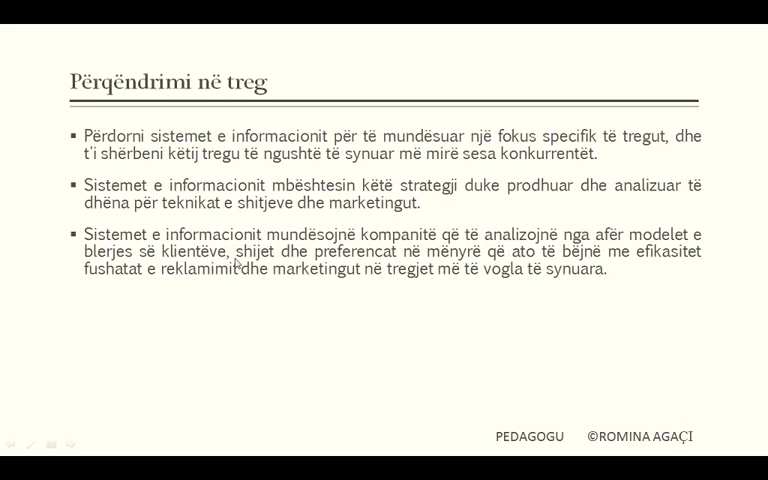 Përqëndrimi në treg
▪ Përdorni sistemet e informacionit për të mundësuar një fokus specifik të tregut, dhe
t'i shërbeni këtij tregu të ngushtë të synuar më mirë sesa konkurrentët.
▪ Sistemet e informacionit mbështesin këtë strategji duke prodhuar dhe analizuar të
dhëna për teknikat e shitjeve dhe marketingut.
▪ Sistemet e informacionit mundësojnë kompanitë që të analizojnë nga afër modelet e
blerjes së klientëve, shijet dhe preferencat në mënyrë që ato të bëjnë me efikasitet
fushatat e reklamimit dhe marketingut në tregjet më të vogla të synuara.
PEDAGOGU ©ROMINA AGAÇI